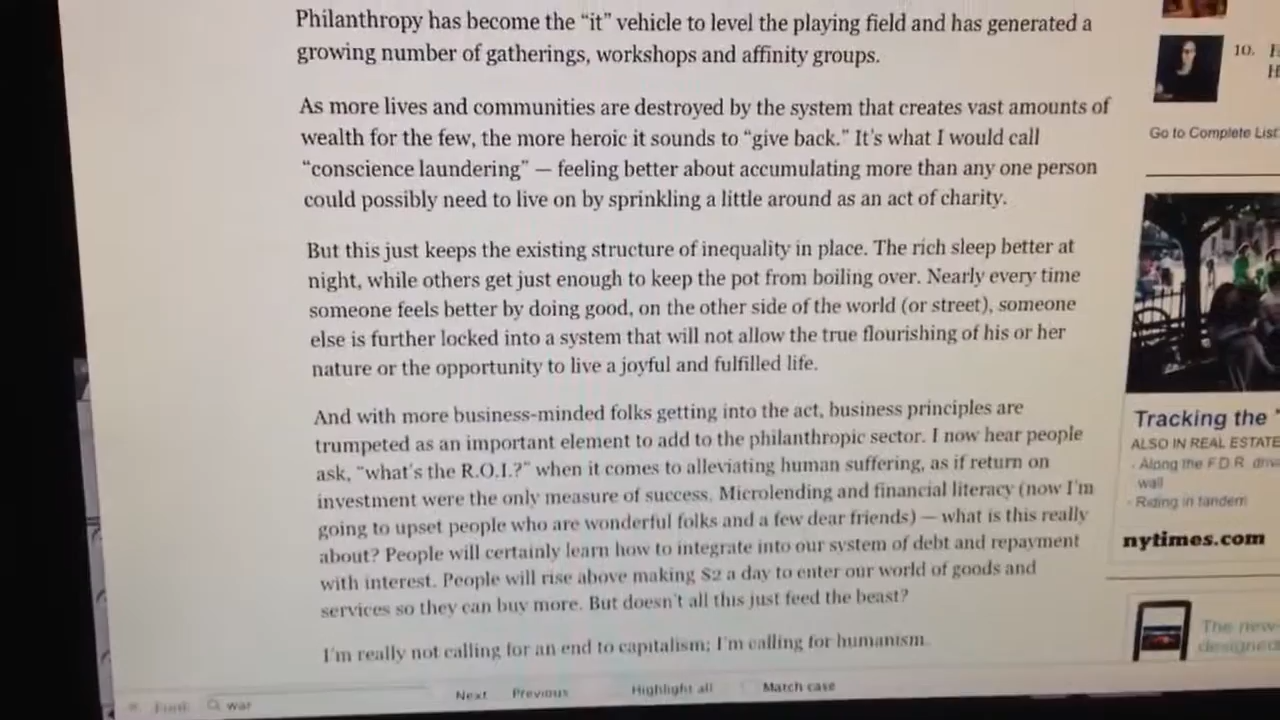 Philanthropy has become the “it” vehicle to level the playing field and has generated a
growing number of gatherings, workshops and affinity groups.
As more lives and communities are destroyed by the system that creates vast amounts of
wealth for the few, the more heroic it sounds to “give back.” It’s what I would call
“conscience laundering” — feeling better about accumulating more than any one person
could possibly need to live on by sprinkling a little around as an act of charity.
But this just keeps the existing structure of inequality in place. The rich sleep better at
night, while others get just enough to keep the pot from boiling over. Nearly every time
someone feels better by doing good, on the other side of the world (or street), someone
else is further locked into a system that will not allow the true flourishing of his or her
nature or the opportunity to live a joyful and fulfilled life.
And with more business-minded folks getting into the act, business principles are
trumpeted as an important element to add to the philanthropic sector. I now hear people
ask, “what’s the R.O.I.?” when it comes to alleviating human suffering, as if return on
investment were the only measure of success. Microlending and financial literacy (now I’m
going to upset people who are wonderful folks and a few dear friends) — what is this really
about? People will certainly learn how to integrate into our system of debt and repayment
with interest. People will rise above making $2 a day to enter our world of goods and
services so they can buy more. But doesn’t all this just feed the beast?
I’m really not calling for an end to capitalism; I’m calling for humanism.
10.
Go to Complete List
Tracking the
ALSO IN REAL ESTATE
Along the F.D.R. drive
wall
Riding in tandem
nytimes.com
The new
designed
Find: war Next Previous Highlight all Match case